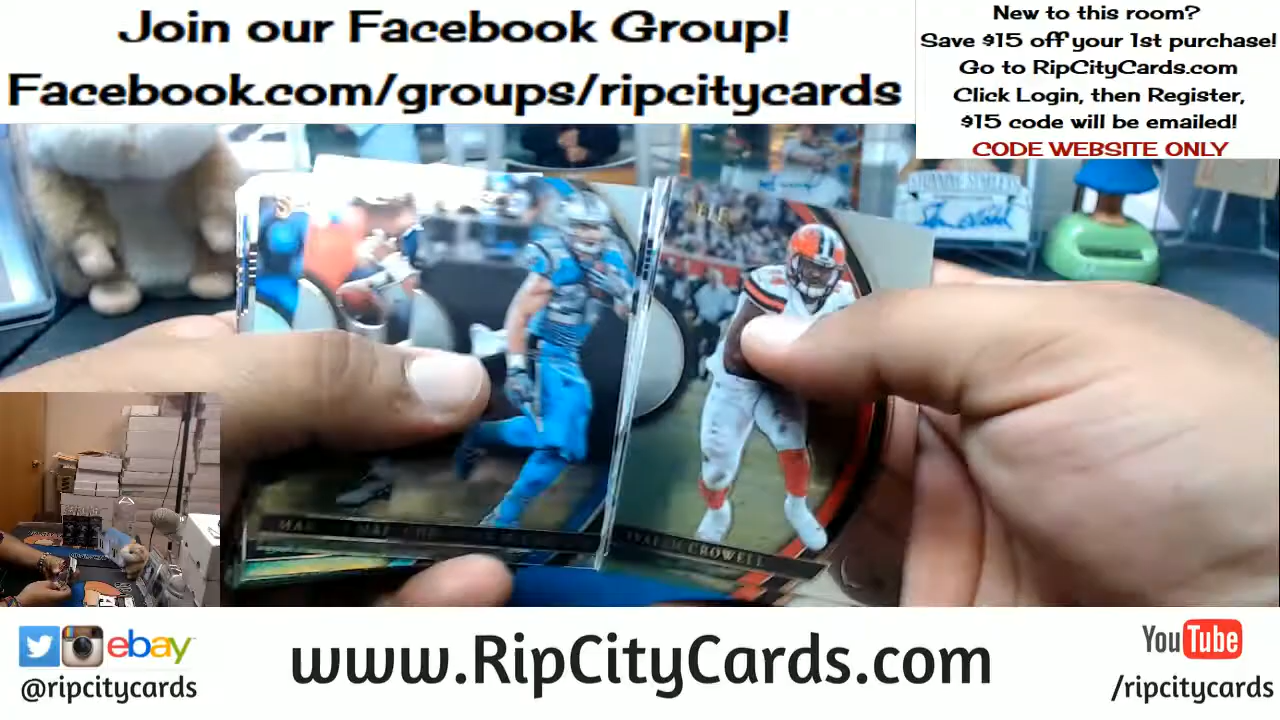 Join our Facebook Group!
Facebook.com/groups/ripcitycards
New to this room?
Save $15 off your 1st purchase!
Go to RipCityCards.com
Click Login, then Register,
$15 code will be emailed!
CODE WEBSITE ONLY
CROWELL
ebay
@ripcitycards
www.RipCityCards.com
YouTube
/ripcitycards